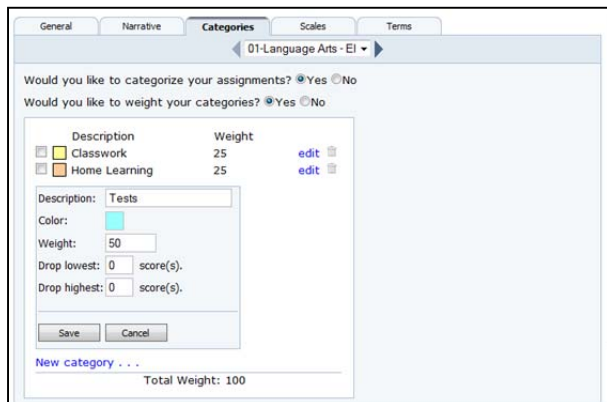 General Narrative Categories Scales Terms
01-Language Arts - El
Would you like to categorize your assignments? Yes No
Would you like to weight your categories? Yes No
Description Weight
Classwork 25 edit
Home Learning 25 edit
Description: Tests
Color:
Weight: 50
Drop lowest: 0 score(s).
Drop highest: 0 score(s).
Save Cancel
New category . . .
Total Weight: 100